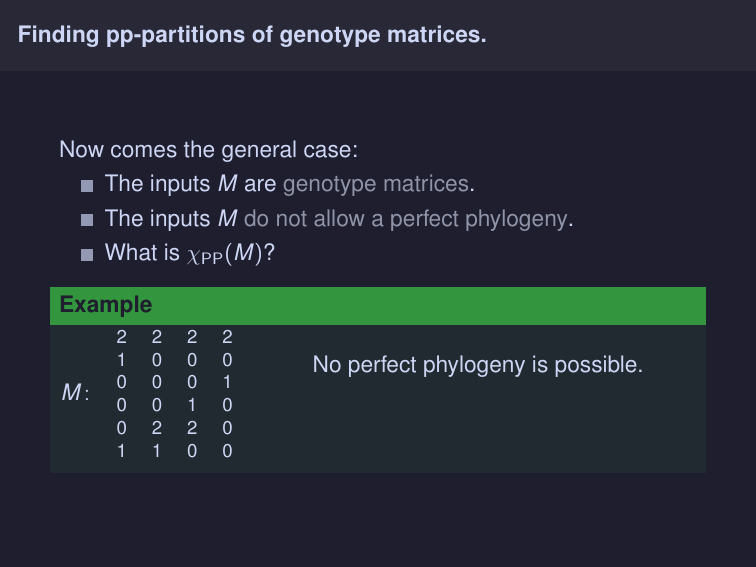 Finding pp-partitions of genotype matrices.
Now comes the general case:
The inputs M are genotype matrices.
The inputs M do not allow a perfect phylogeny.
What is χPP(M)?
Example
M:
2 2 2 2
1 0 0 0
0 0 0 1
0 0 1 0
0 2 2 0
1 1 0 0
No perfect phylogeny is possible.